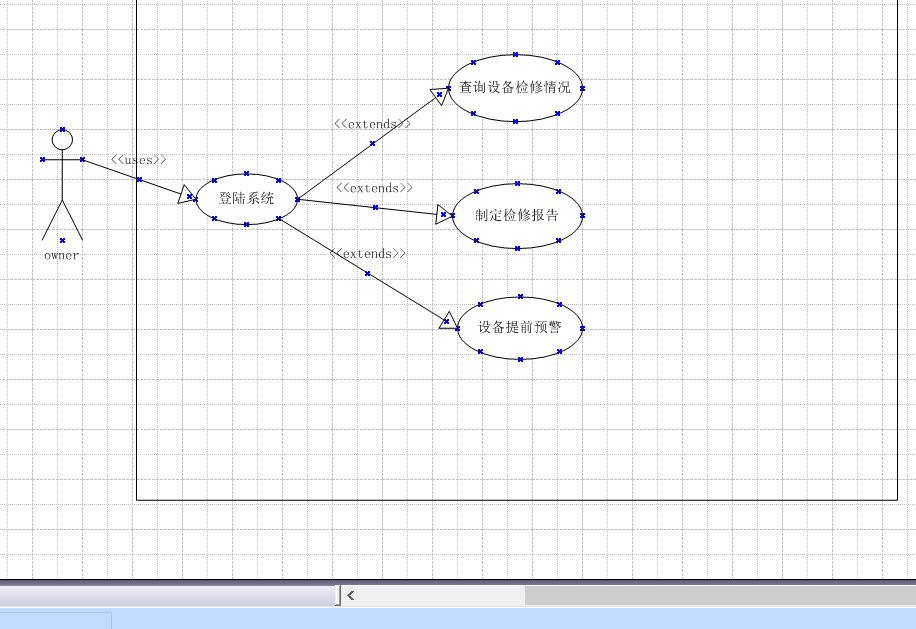 查询设备检修情况
<<extends>>
<<uses>>
<<extends>>
登陆系统
制定检修报告
owner
<<extends>>
设备提前预警